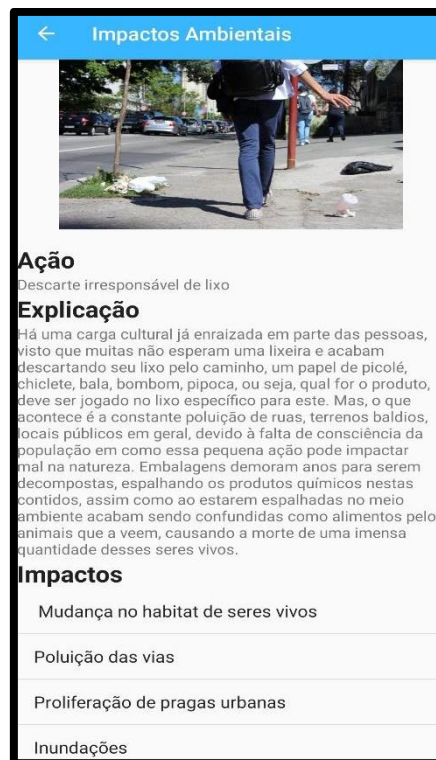 Impactos Ambientais
Ação
Descarte irresponsável de lixo
Explicação
Há uma carga cultural já enraizada em parte das pessoas,
visto que muitas não esperam uma lixeira e acabam
descartando seu lixo pelo caminho, um papel de picolé,
chiclete, bala, bombom, pipoca, ou seja, qual for o produto,
deve ser jogado no lixo específico para este. Mas, o que
acontece é a constante poluição de ruas, terrenos baldios,
locais públicos em geral, devido à falta de consciência da
população em como essa pequena ação pode impactar
mal na natureza. Embalagens demoram anos para serem
decompostas, espalhando os produtos químicos nestas
contidos, assim como ao estarem espalhadas no meio
ambiente acabam sendo confundidas como alimentos pelo
animais que a veem, causando a morte de uma imensa
quantidade desses seres vivos.
Impactos
Mudança no habitat de seres vivos
Poluição das vias
Proliferação de pragas urbanas
Inundações